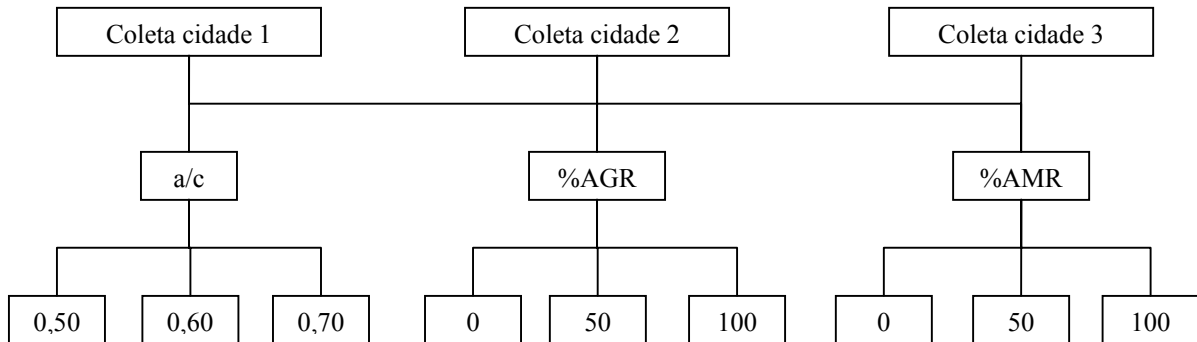 Coleta cidade 1
Coleta cidade 2
Coleta cidade 3
a/c
%AGR
%AMR
0,50
0,60
0,70
0
50
100
0
50
100